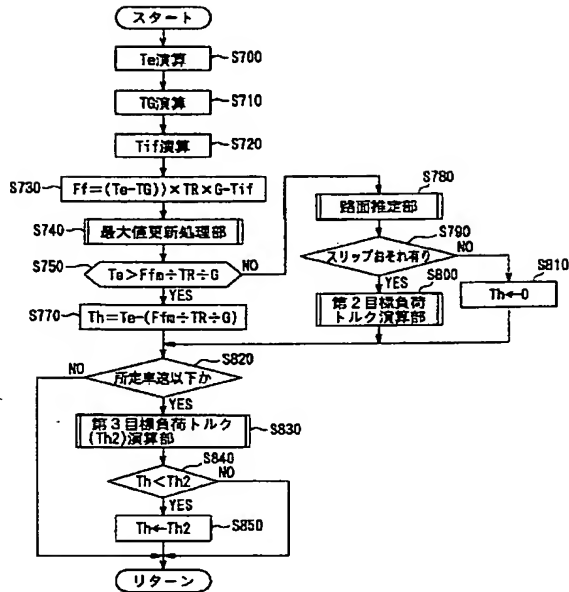 スタート
Te演算
S700
TG演算
S710
Tif演算
S720
S730
Ff=(Te-TG))×TR×G-Tif
S740
最大値更新処理部
S750
Te>Ffm÷TR÷G
NO
YES
S770
Th=Te-(Ffm÷TR÷G)
S780
路面推定部
S790
スリップおそれ有り
NO
YES
S800
第2目標負荷
トルク演算部
S810
Th←0
S820
所定車速以下か
NO
YES
第3目標負荷トルク
(Th2)演算部
S830
S840
Th<Th2
NO
YES
Th←Th2
S850
リターン